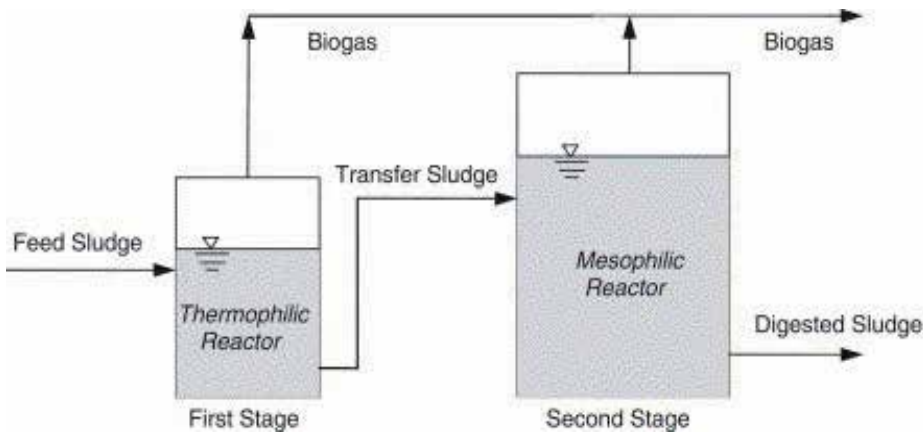 Biogas
Biogas
Transfer Sludge
Feed Sludge
Mesophilic
Reactor
Thermophilic
Reactor
Digested Sludge
First Stage
Second Stage